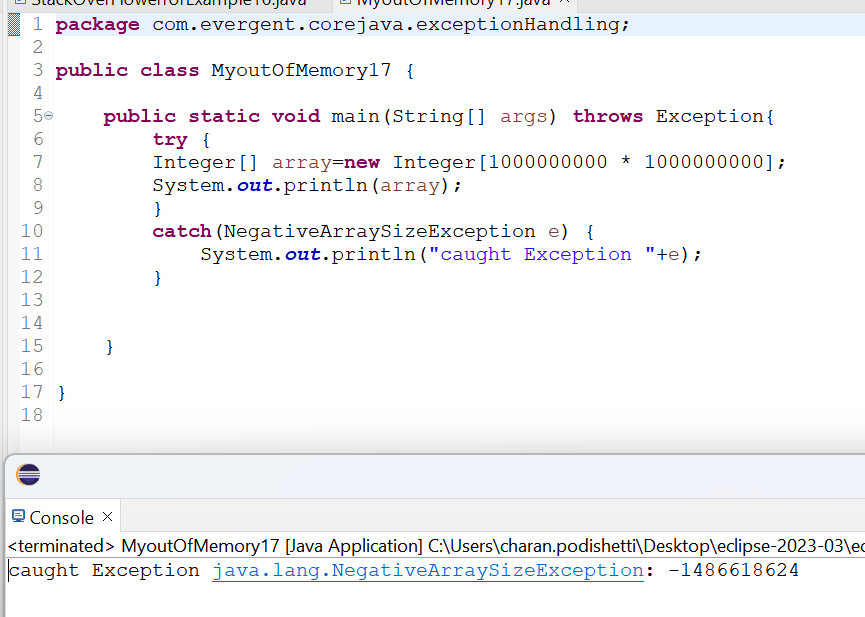 MyoutOfMemory17.java
1 package com.evergent.corejava.exceptionHandling;
2
3 public class MyoutOfMemory17 {
4
5 public static void main(String[] args) throws Exception{
6 try {
7 Integer[] array=new Integer[1000000000 * 1000000000];
8 System.out.println(array);
9 }
10 catch(NegativeArraySizeException e) {
11 System.out.println("caught Exception "+e);
12 }
13
14
15 }
16
17 }
18
Console ×
<terminated> MyoutOfMemory17 [Java Application] C:\Users\charan.podishetti\Desktop\eclipse-2023-03\ec
caught Exception java.lang.NegativeArraySizeException: -1486618624